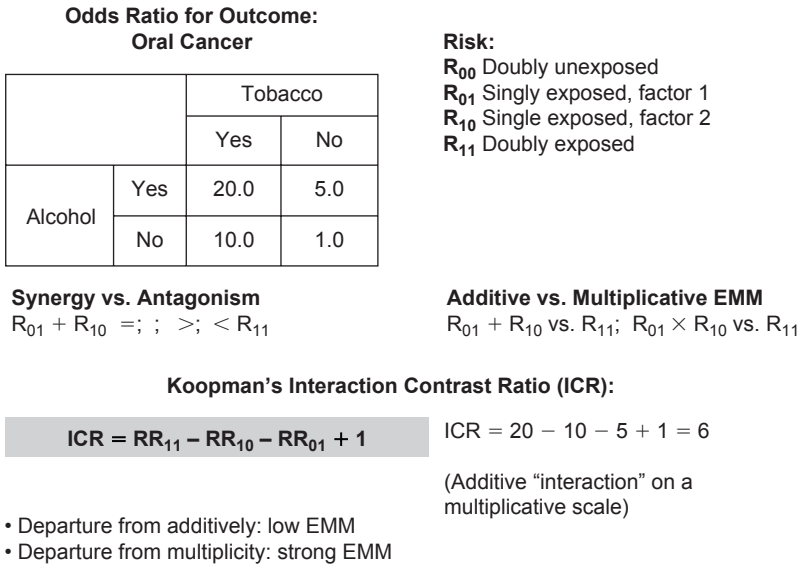 Odds Ratio for Outcome:
Oral Cancer
Tobacco
Yes No
Alcohol
Yes 20.0 5.0
No 10.0 1.0
Risk:
R00 Doubly unexposed
R01 Singly exposed, factor 1
R10 Single exposed, factor 2
R11 Doubly exposed
Synergy vs. Antagonism
R01 + R10 =; ; >; < R11
Additive vs. Multiplicative EMM
R01 + R10 vs. R11; R01 × R10 vs. R11
Koopman's Interaction Contrast Ratio (ICR):
ICR = RR11 – RR10 – RR01 + 1
ICR = 20 − 10 − 5 + 1 = 6
(Additive "interaction" on a
multiplicative scale)
• Departure from additively: low EMM
• Departure from multiplicity: strong EMM